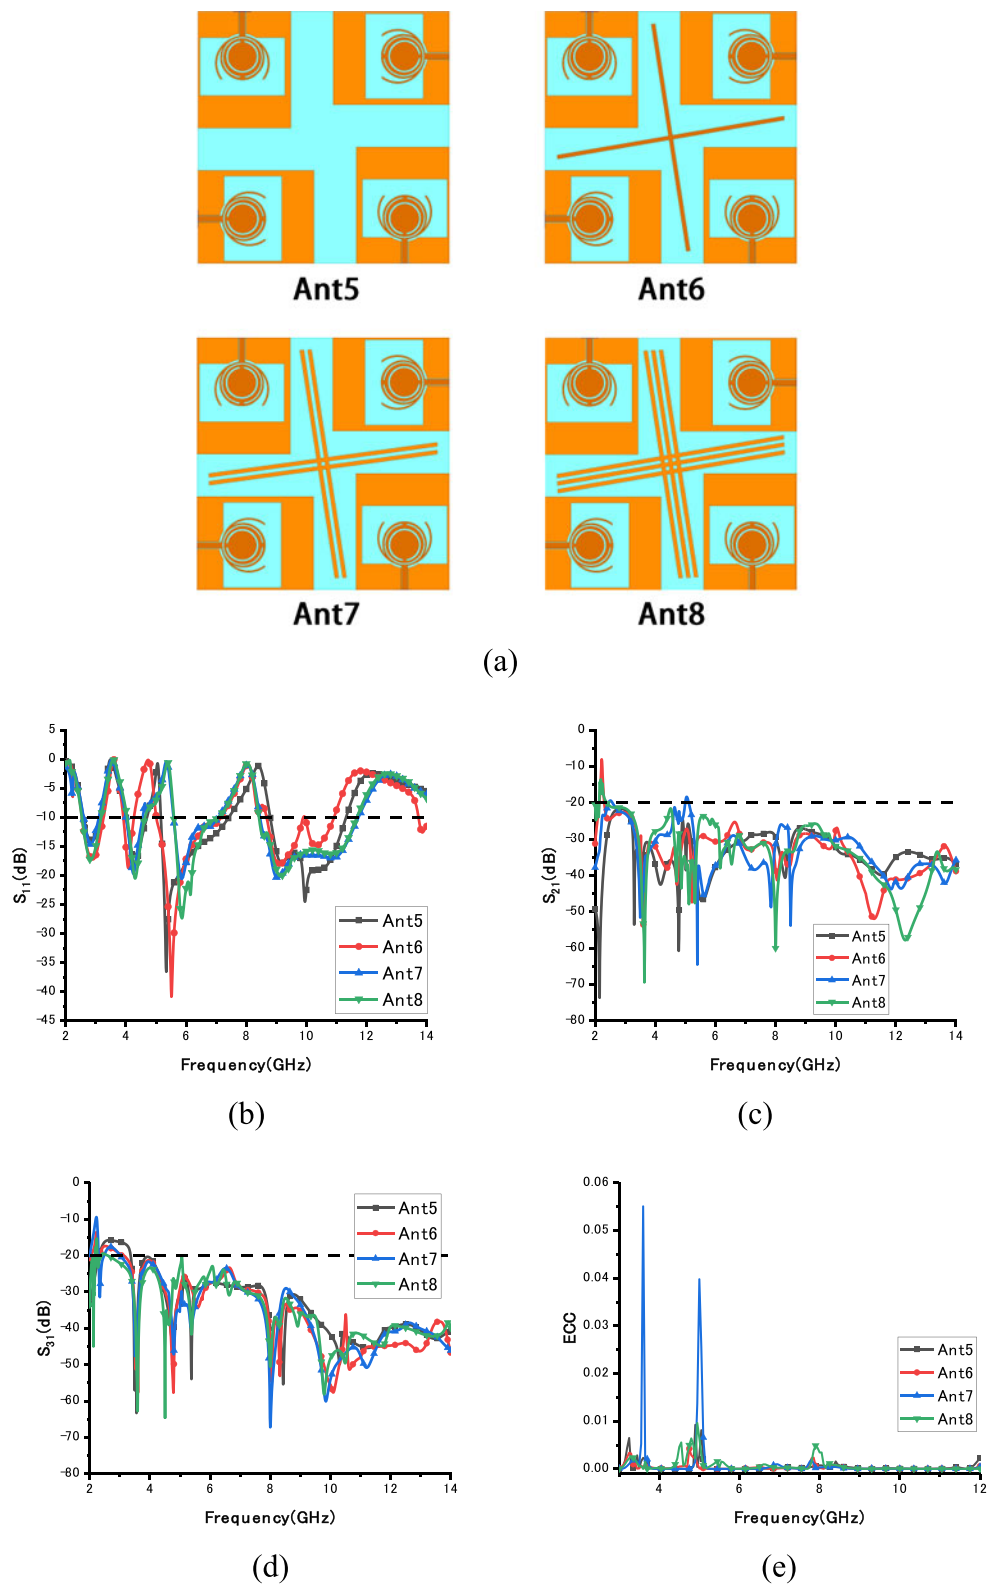 Ant5
Ant6
Ant7
Ant8
(a)
5
0
-5
-10
-15
-20
-25
-30
-35
-40
-45
S11(dB)
2 4 6 8 10 12 14
Frequency(GHz)
Ant5
Ant6
Ant7
Ant8
(b)
0
-10
-20
-30
-40
-50
-60
-70
-80
S21(dB)
2 4 6 8 10 12 14
Frequency(GHz)
Ant5
Ant6
Ant7
Ant8
(c)
0
-10
-20
-30
-40
-50
-60
-70
-80
S31(dB)
2 4 6 8 10 12 14
Frequency(GHz)
Ant5
Ant6
Ant7
Ant8
(d)
0.06
0.05
0.04
0.03
0.02
0.01
0.00
ECC
4 6 8 10 12
Frequency(GHz)
Ant5
Ant6
Ant7
Ant8
(e)